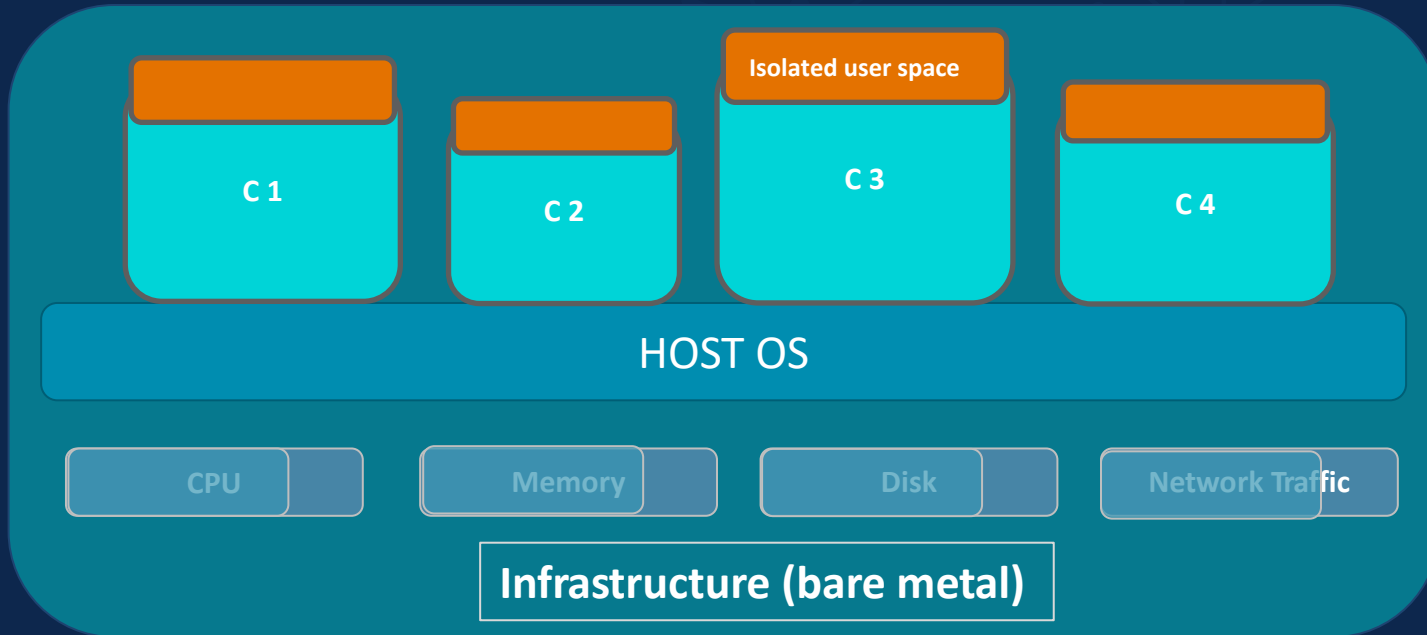 Isolated user space
C 1
C 2
C 3
C 4
HOST OS
CPU
Memory
Disk
Network Traffic
Infrastructure (bare metal)